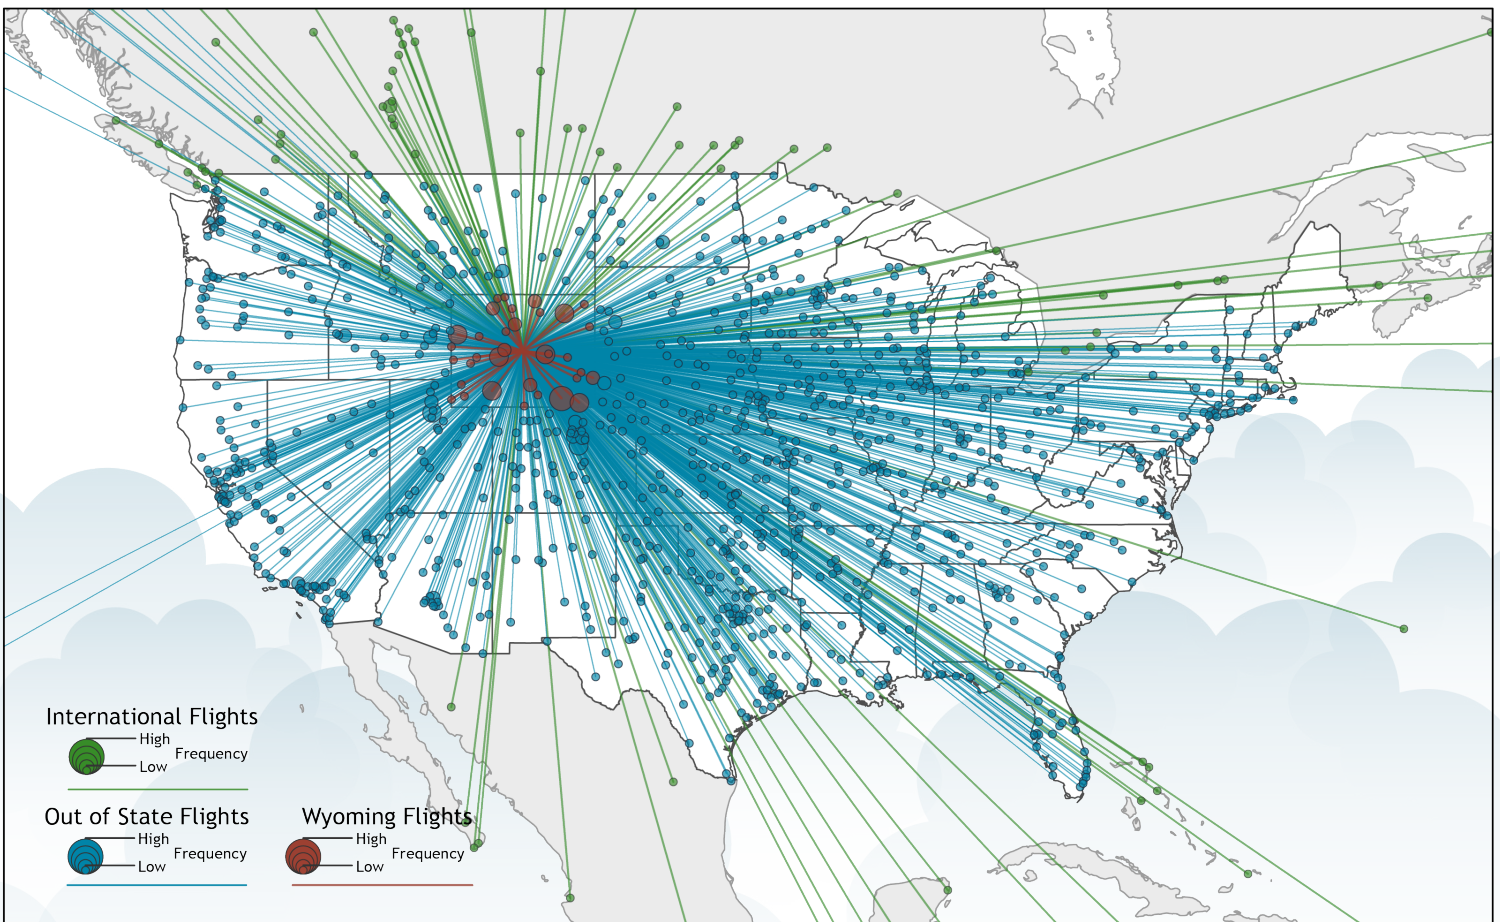 International Flights
High
Frequency
Low
Out of State Flights
High
Frequency
Low
Wyoming Flights
High
Frequency
Low